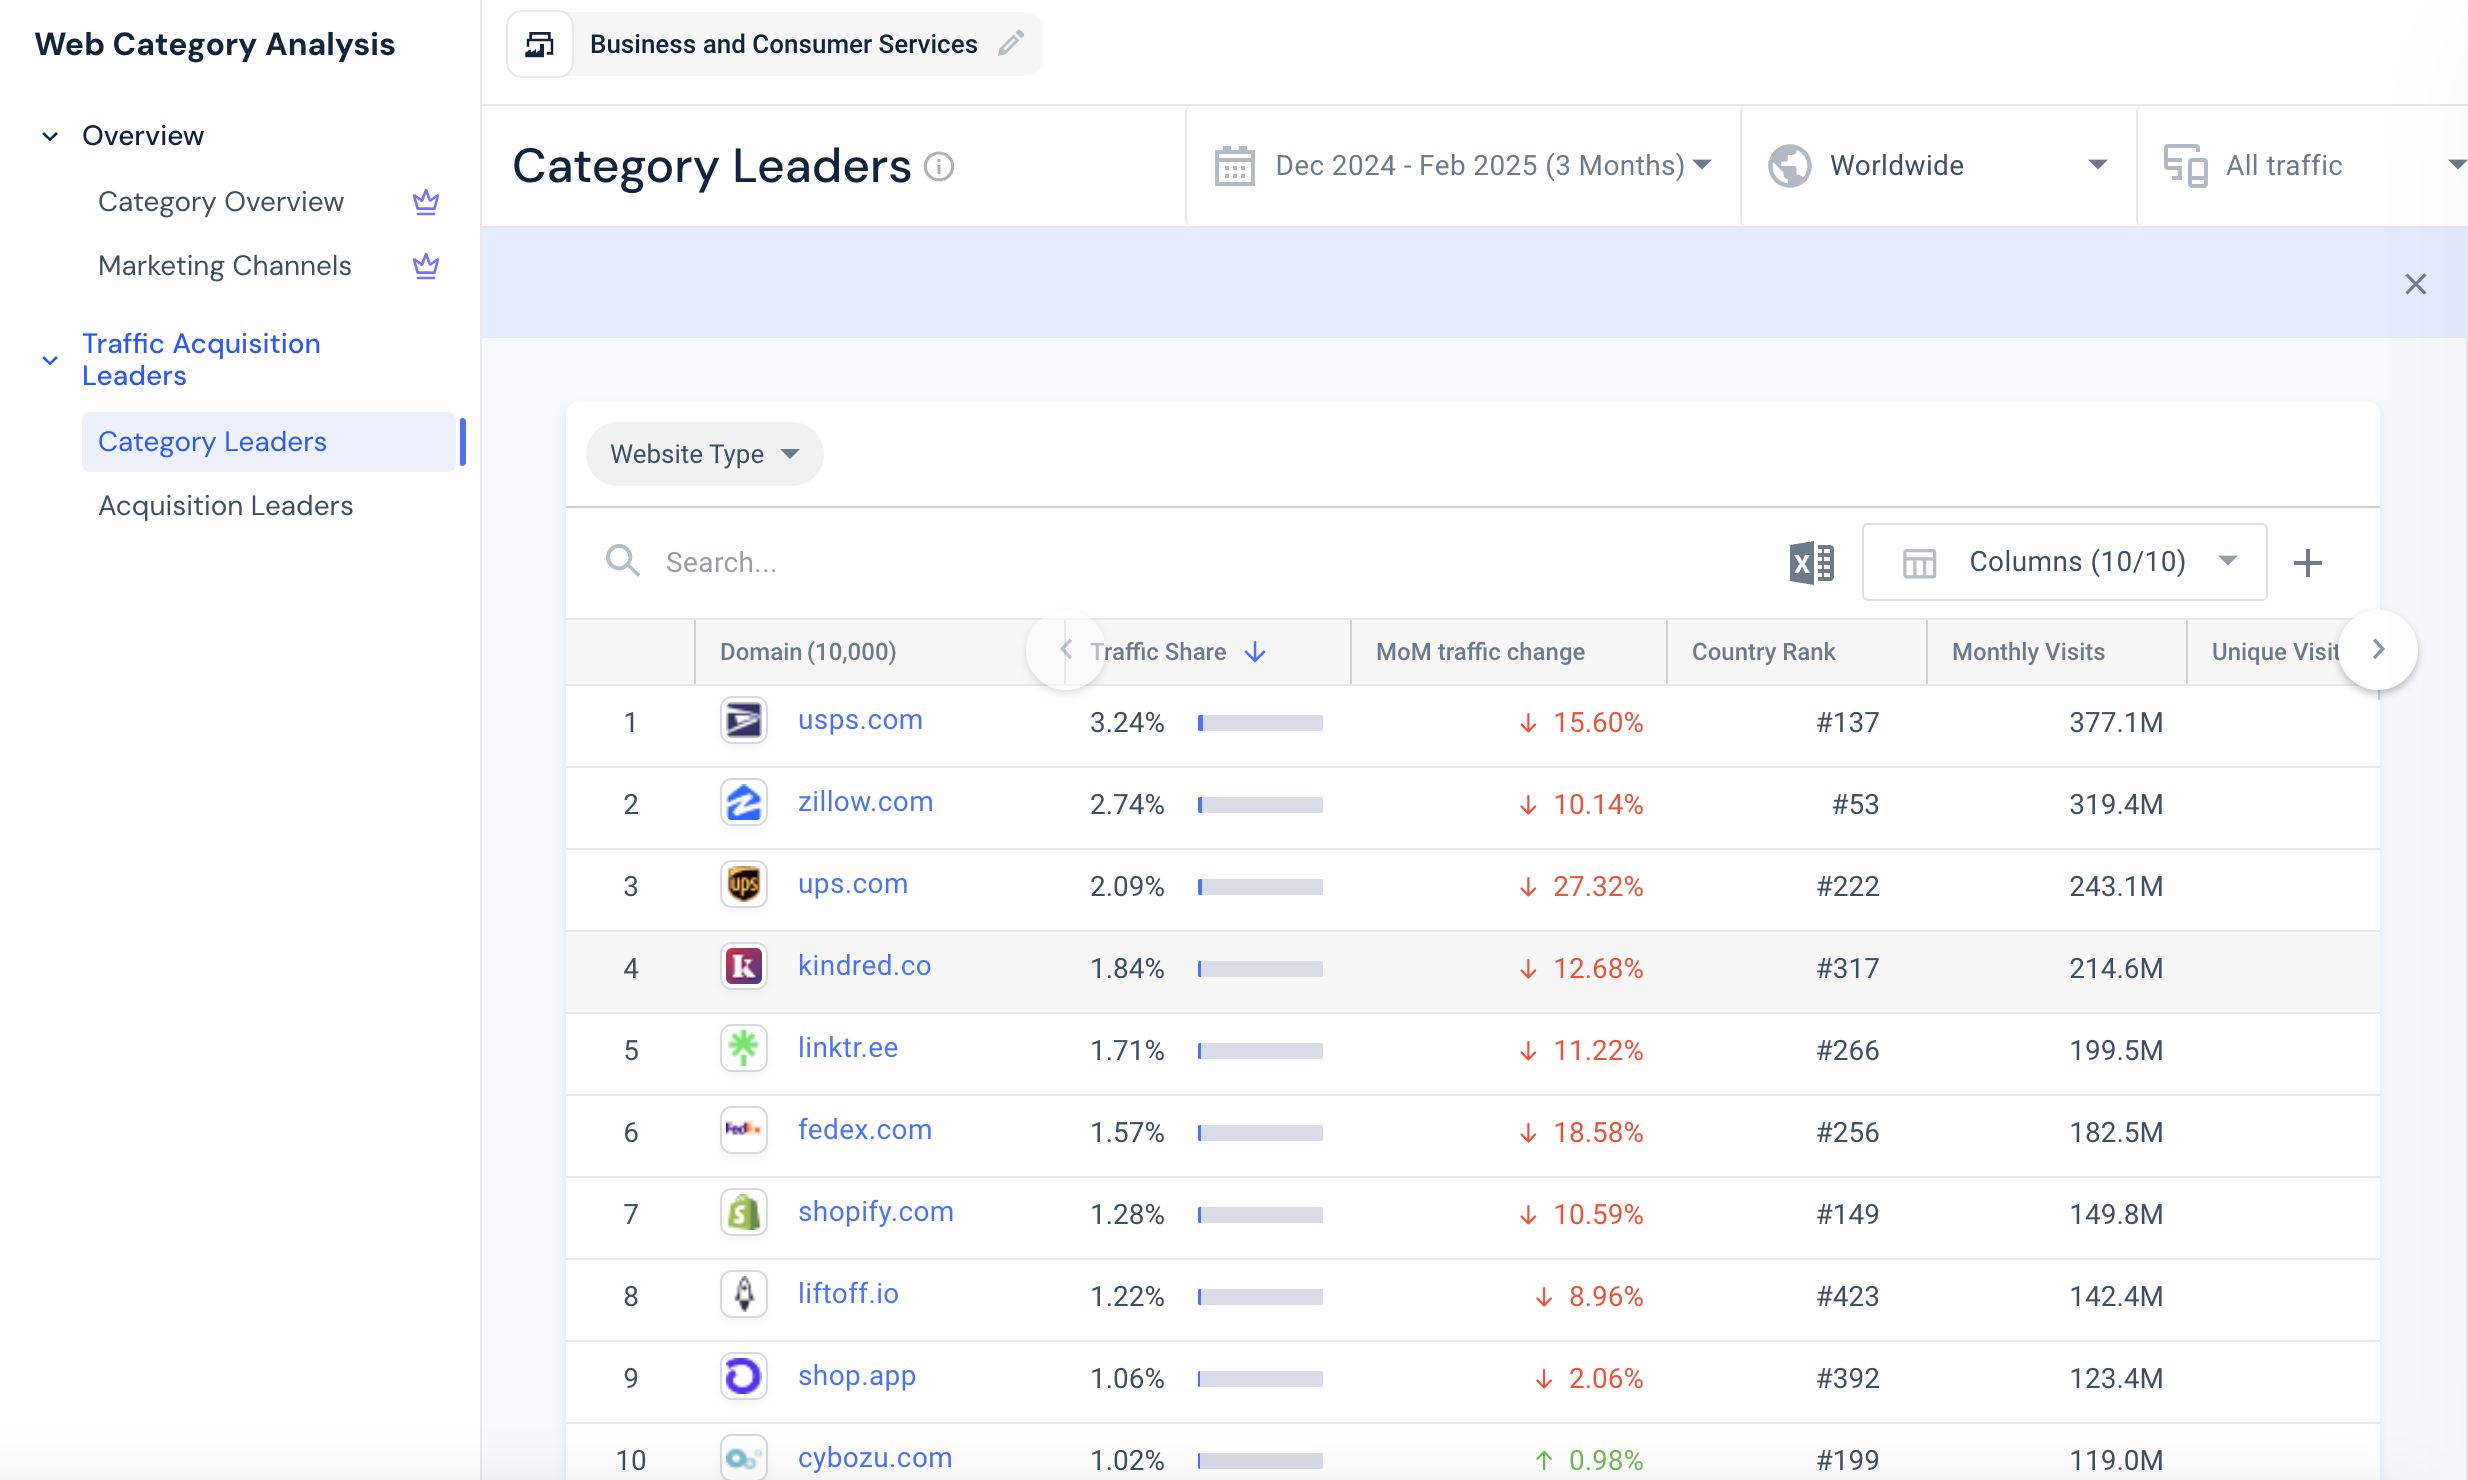 Web Category Analysis
Overview
Category Overview
Marketing Channels
Traffic Acquisition
Leaders
Category Leaders
Acquisition Leaders
Business and Consumer Services
Category Leaders
Dec 2024 - Feb 2025 (3 Months)
Worldwide
All traffic
Website Type
Search...
Columns (10/10)
Domain (10,000) Traffic Share MoM traffic change Country Rank Monthly Visits Unique Visit
1 usps.com 3.24% 15.60% #137 377.1M
2 zillow.com 2.74% 10.14% #53 319.4M
3 ups ups.com 2.09% 27.32% #222 243.1M
4 k kindred.co 1.84% 12.68% #317 214.6M
5 linktr.ee 1.71% 11.22% #266 199.5M
6 FedEx fedex.com 1.57% 18.58% #256 182.5M
7 S shopify.com 1.28% 10.59% #149 149.8M
8 liftoff.io 1.22% 8.96% #423 142.4M
9 shop.app 1.06% 2.06% #392 123.4M
10 cybozu.com 1.02% 0.98% #199 119.0M